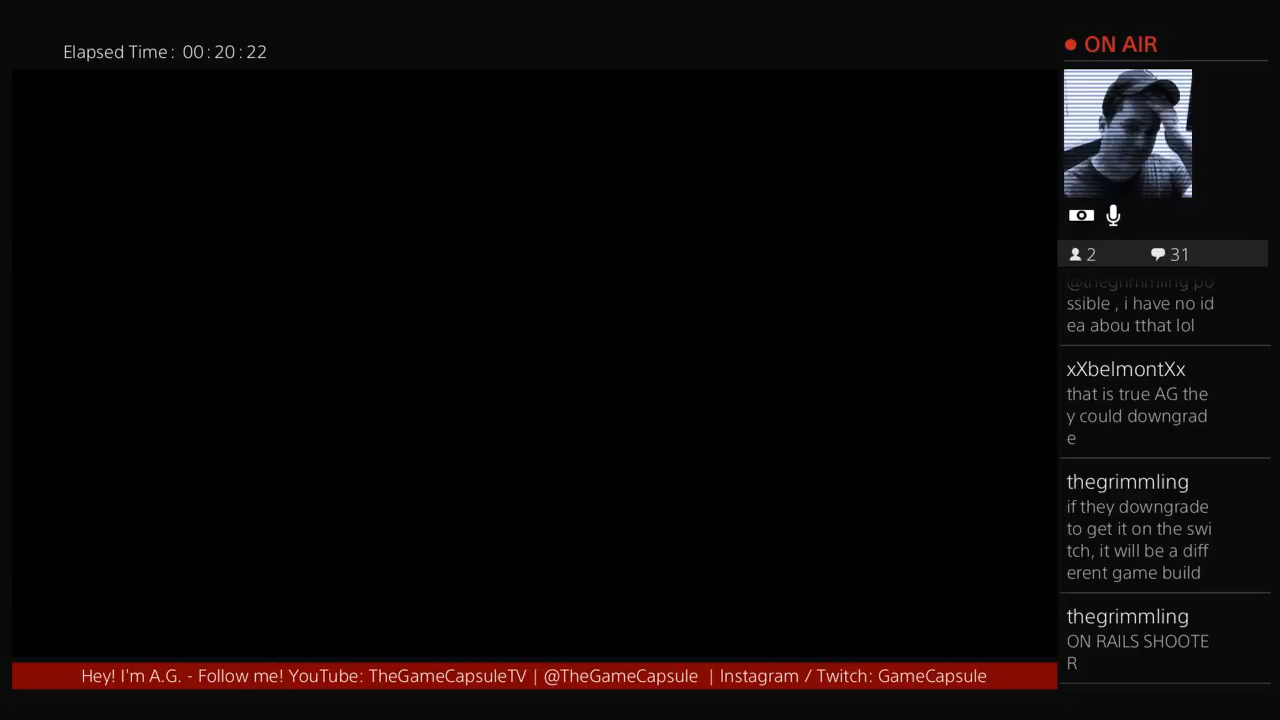 Elapsed Time: 00:20:22
ON AIR
2
31
@thegrimmling po
ssible , i have no id
ea abou tthat lol
xXbelmontXx
that is true AG the
y could downgrad
e
thegrimmling
if they downgrade
to get it on the swi
tch, it will be a diff
erent game build
thegrimmling
ON RAILS SHOOTE
R
Hey! I'm A.G. - Follow me! YouTube: TheGameCapsuleTV | @TheGameCapsule | Instagram / Twitch: GameCapsule